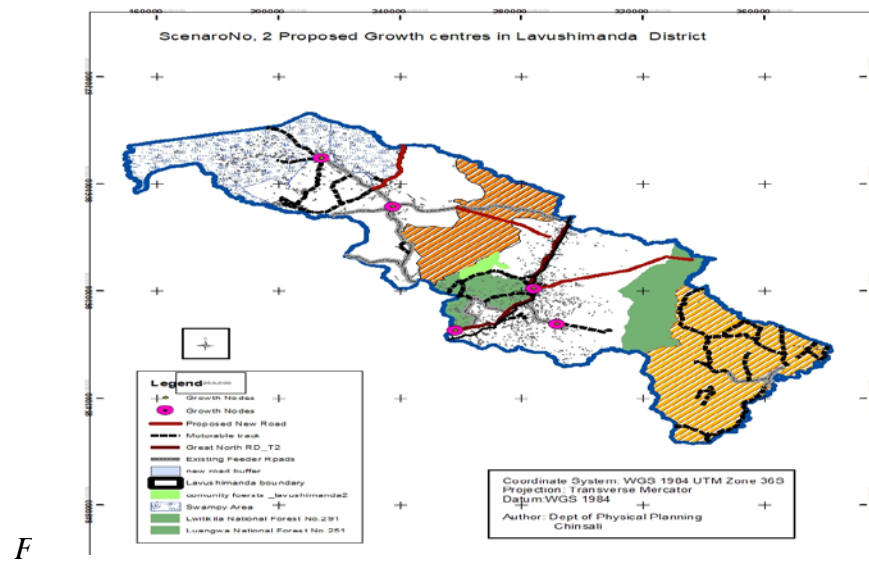 ScenaroNo, 2 Proposed Growth centres in Lavushimanda District
Legend
Growth Nodes
Growth Nodes
Proposed New Road
Motorable track
Great North RD_T2
Existing Feeder Rpads
new road buffer
Lavushimanda boundary
comunity foersts _lavushimanda2
Swampy Area
Lwitikila National Forest No.291
Luangwa National Forest No.251
Coordinate System: WGS 1984 UTM Zone 36S
Projection: Transverse Mercator
Datum:WGS 1984
Author: Dept of Physical Planning
Chinsali
F